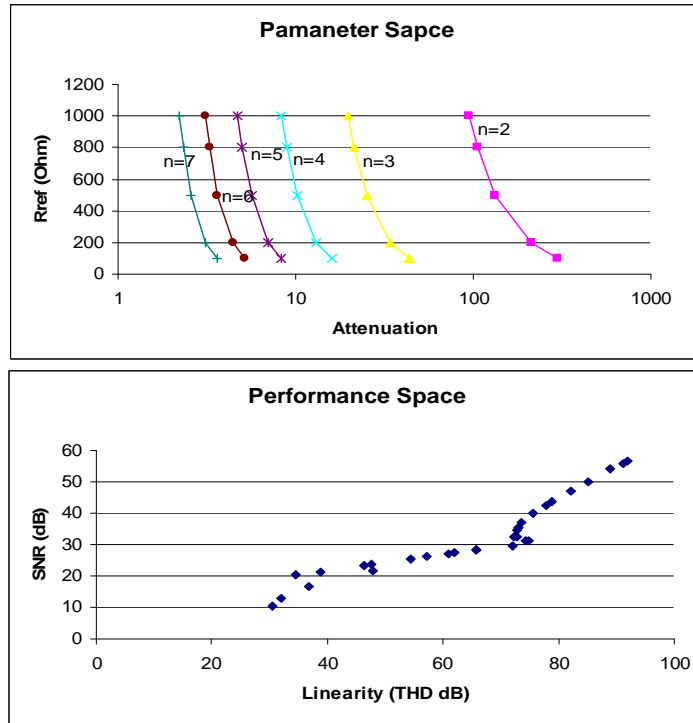 Pamaneter Sapce
1200
1000
800
600
400
200
0
Rref (Ohm)
n=7
n=6
n=5
n=4
n=3
n=2
1 10 100 1000
Attenuation
Performance Space
60
50
40
30
20
10
0
SNR (dB)
0 20 40 60 80 100
Linearity (THD dB)